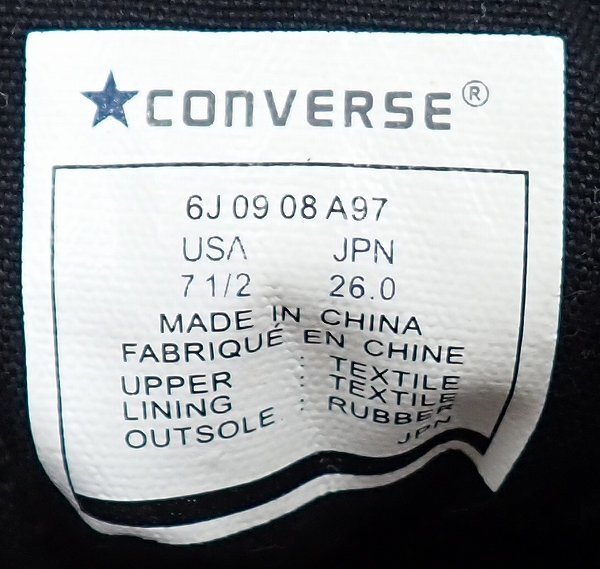 ★CONVERSE®
6J 09 08 A97
USA JPN
7 1/2 26.0
MADE IN CHINA
FABRIQUÉ EN CHINE
UPPER : TEXTILE
LINING : TEXTILE
OUTSOLE : RUBBER
JPN